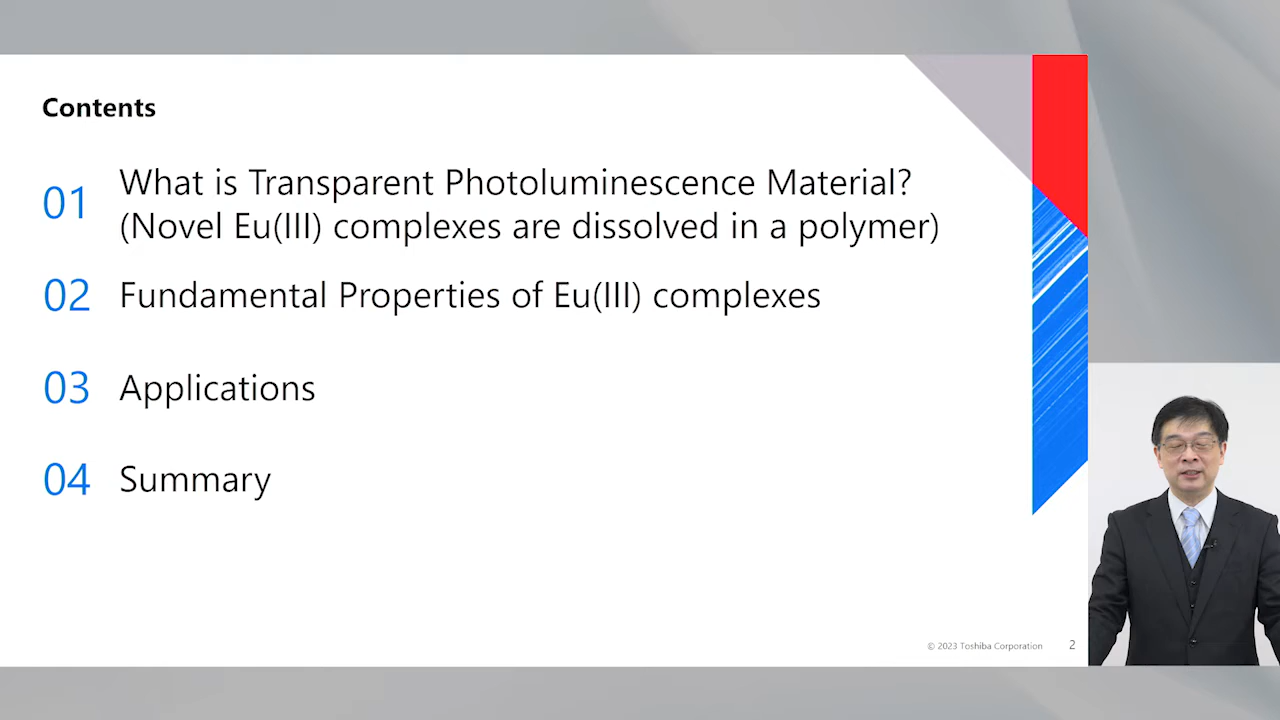 Contents
01
What is Transparent Photoluminescence Material?
(Novel Eu(III) complexes are dissolved in a polymer)
02 Fundamental Properties of Eu(III) complexes
03 Applications
04 Summary
© 2023 Toshiba Corporation 2